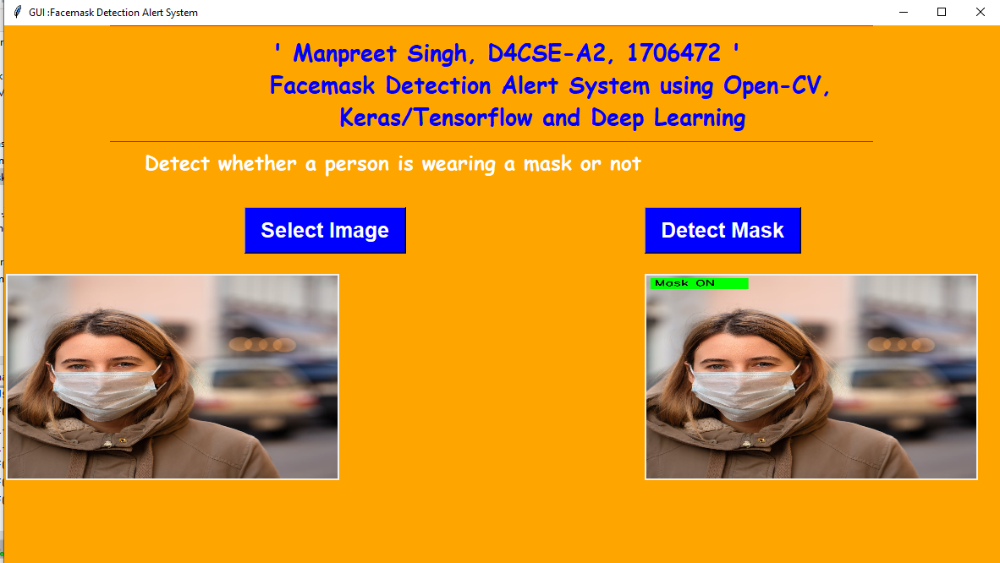 GUI :Facemask Detection Alert System
' Manpreet Singh, D4CSE-A2, 1706472 '
Facemask Detection Alert System using Open-CV,
Keras/Tensorflow and Deep Learning
Detect whether a person is wearing a mask or not
Select Image
Detect Mask
Mask ON